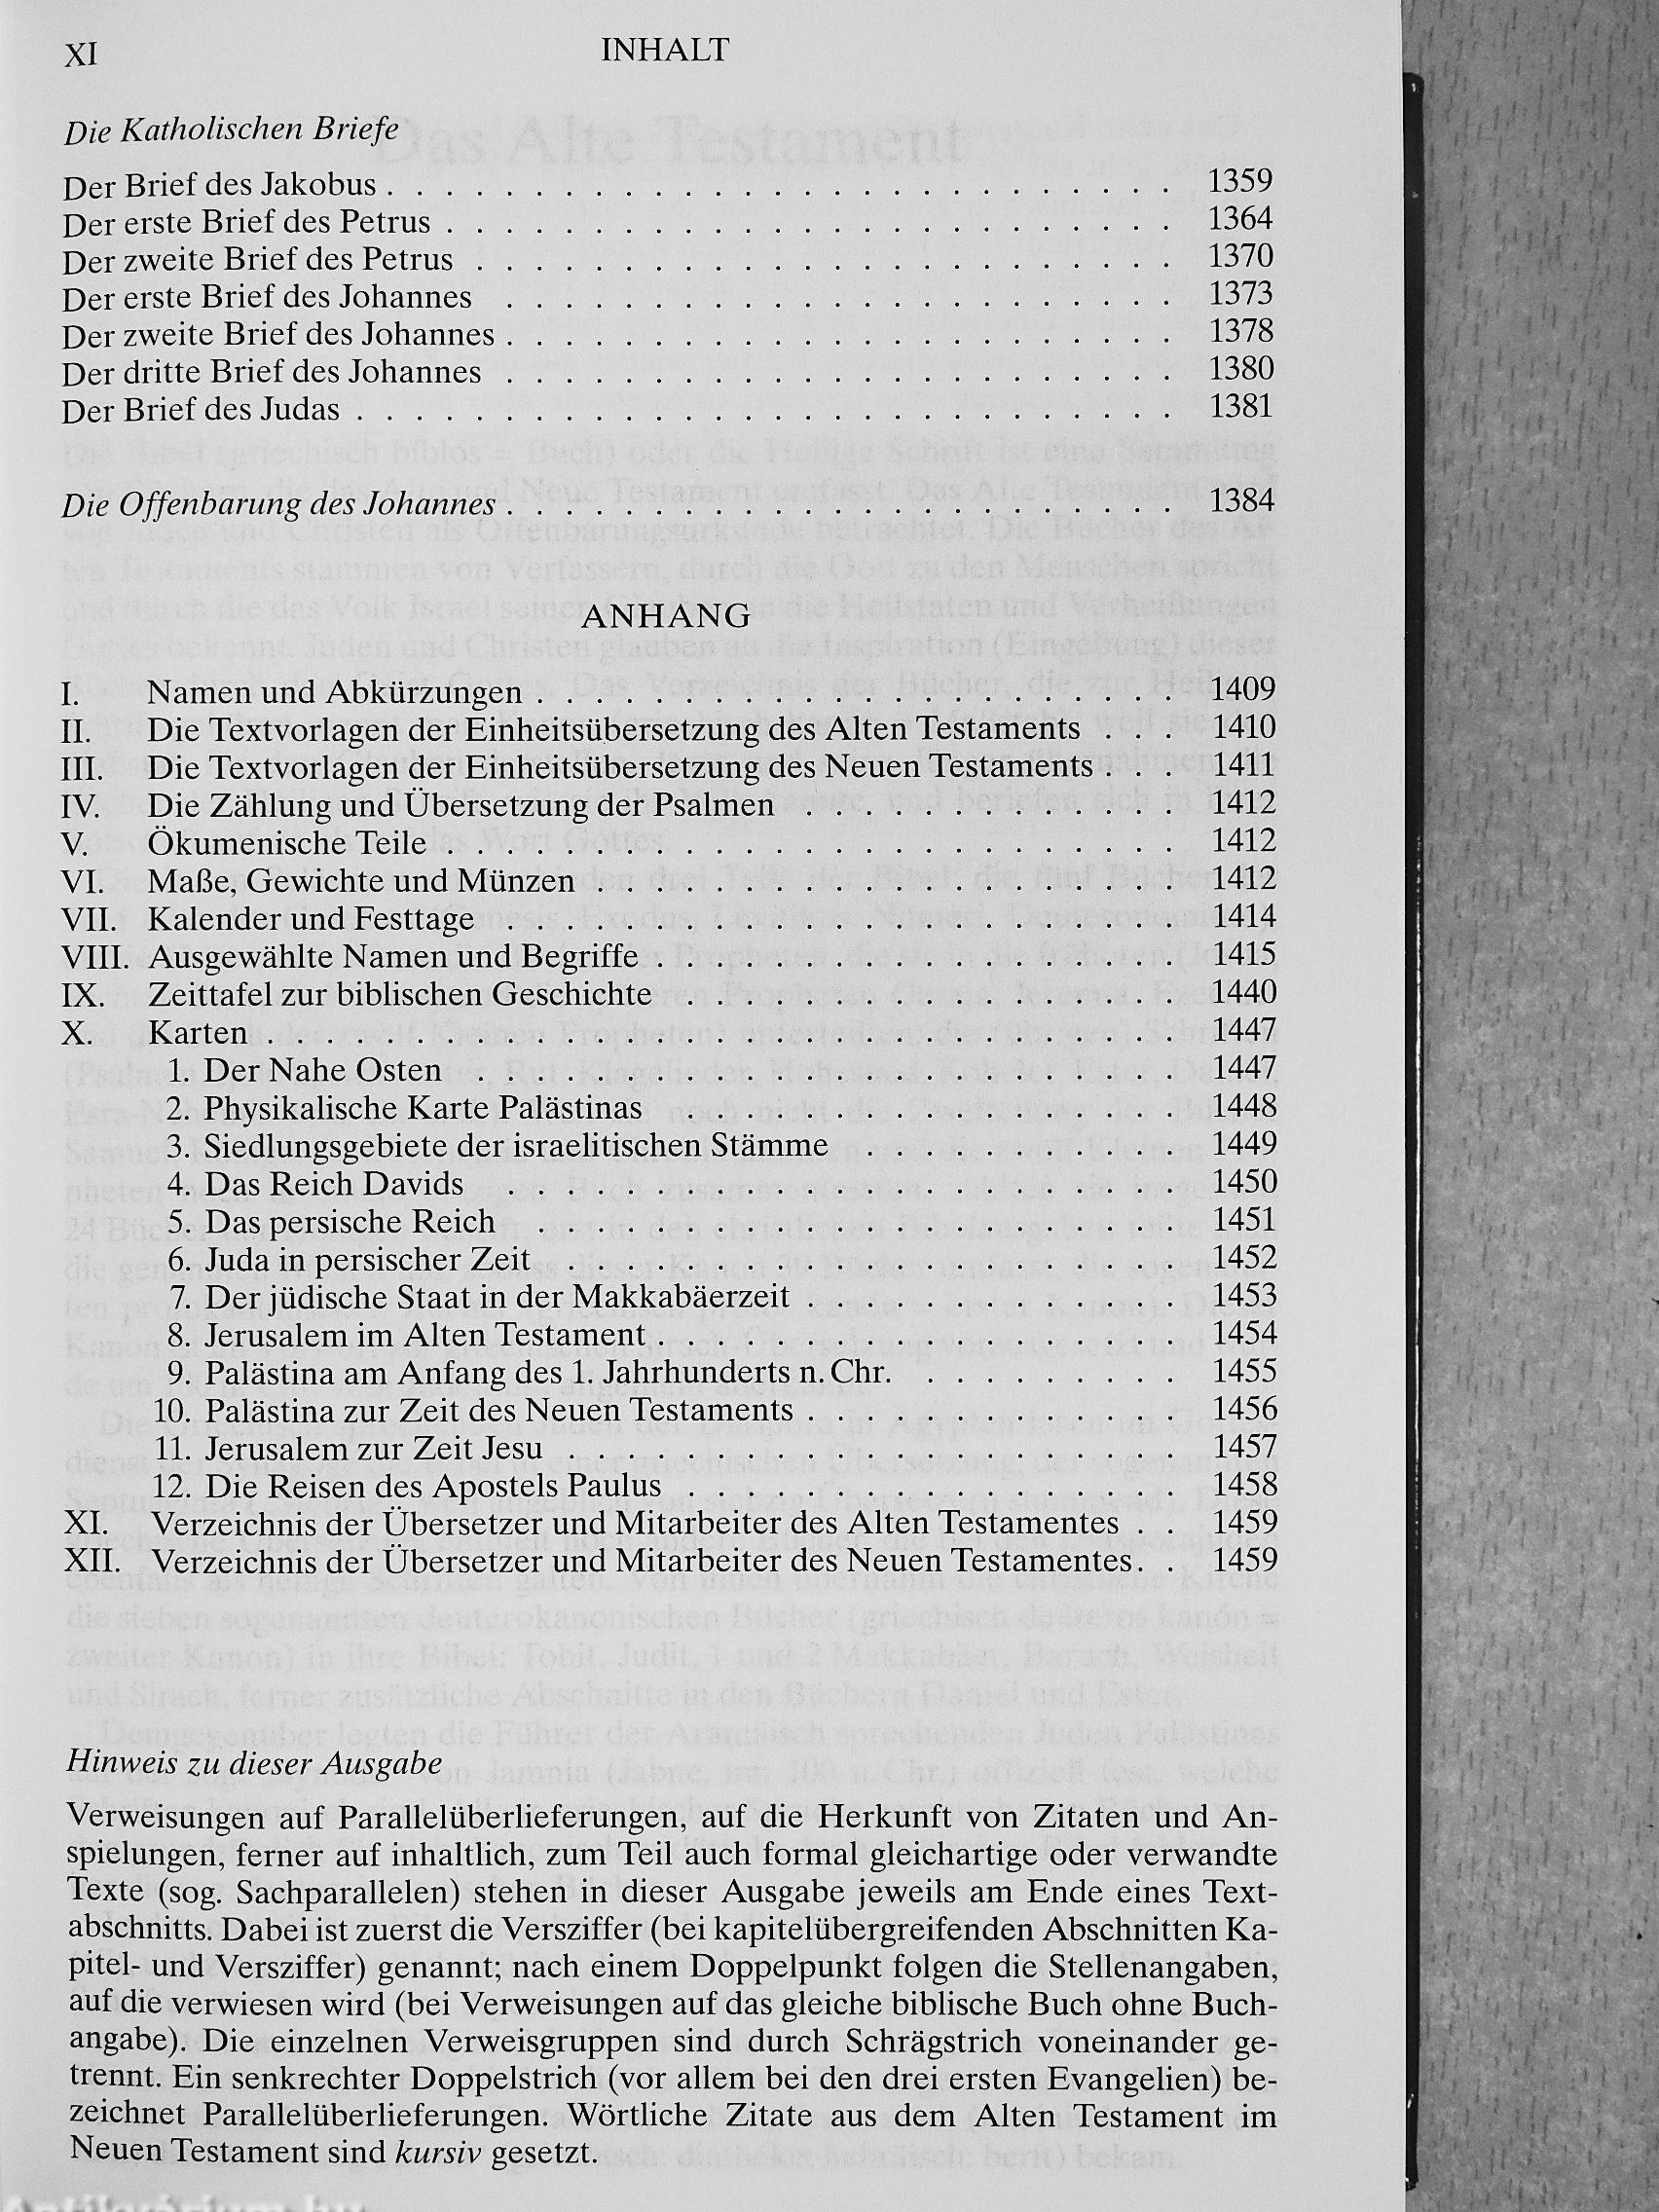 XI INHALT
Die Katholischen Briefe
Der Brief des Jakobus . . . . . . . . . . . . . . . . . . . . . . . . . . . 1359
Der erste Brief des Petrus . . . . . . . . . . . . . . . . . . . . . . . . . 1364
Der zweite Brief des Petrus . . . . . . . . . . . . . . . . . . . . . . . . 1370
Der erste Brief des Johannes . . . . . . . . . . . . . . . . . . . . . . . 1373
Der zweite Brief des Johannes . . . . . . . . . . . . . . . . . . . . . . . 1378
Der dritte Brief des Johannes . . . . . . . . . . . . . . . . . . . . . . . 1380
Der Brief des Judas . . . . . . . . . . . . . . . . . . . . . . . . . . . . 1381
Die Offenbarung des Johannes . . . . . . . . . . . . . . . . . . . . . . . 1384
ANHANG
I. Namen und Abkürzungen . . . . . . . . . . . . . . . . . . . . . . 1409
II. Die Textvorlagen der Einheitsübersetzung des Alten Testaments . . . 1410
III. Die Textvorlagen der Einheitsübersetzung des Neuen Testaments . . . 1411
IV. Die Zählung und Übersetzung der Psalmen . . . . . . . . . . . . . 1412
V. Ökumenische Teile . . . . . . . . . . . . . . . . . . . . . . . . . 1412
VI. Maße, Gewichte und Münzen . . . . . . . . . . . . . . . . . . . . 1412
VII. Kalender und Festtage . . . . . . . . . . . . . . . . . . . . . . . 1414
VIII. Ausgewählte Namen und Begriffe . . . . . . . . . . . . . . . . . . 1415
IX. Zeittafel zur biblischen Geschichte . . . . . . . . . . . . . . . . . 1440
X. Karten . . . . . . . . . . . . . . . . . . . . . . . . . . . . . . . 1447
1. Der Nahe Osten . . . . . . . . . . . . . . . . . . . . . . . . 1447
2. Physikalische Karte Palästinas . . . . . . . . . . . . . . . . . 1448
3. Siedlungsgebiete der israelitischen Stämme . . . . . . . . . . . 1449
4. Das Reich Davids . . . . . . . . . . . . . . . . . . . . . . . 1450
5. Das persische Reich . . . . . . . . . . . . . . . . . . . . . . 1451
6. Juda in persischer Zeit . . . . . . . . . . . . . . . . . . . . . 1452
7. Der jüdische Staat in der Makkabäerzeit . . . . . . . . . . . . . 1453
8. Jerusalem im Alten Testament . . . . . . . . . . . . . . . . . . 1454
9. Palästina am Anfang des 1. Jahrhunderts n. Chr. . . . . . . . . . 1455
10. Palästina zur Zeit des Neuen Testaments . . . . . . . . . . . . . 1456
11. Jerusalem zur Zeit Jesu . . . . . . . . . . . . . . . . . . . . . 1457
12. Die Reisen des Apostels Paulus . . . . . . . . . . . . . . . . . 1458
XI. Verzeichnis der Übersetzer und Mitarbeiter des Alten Testamentes . . 1459
XII. Verzeichnis der Übersetzer und Mitarbeiter des Neuen Testamentes. . 1459
Hinweis zu dieser Ausgabe
Verweisungen auf Parallelüberlieferungen, auf die Herkunft von Zitaten und An-
spielungen, ferner auf inhaltlich, zum Teil auch formal gleichartige oder verwandte
Texte (sog. Sachparallelen) stehen in dieser Ausgabe jeweils am Ende eines Text-
abschnitts. Dabei ist zuerst die Versziffer (bei kapitelübergreifenden Abschnitten Ka-
pitel- und Versziffer) genannt; nach einem Doppelpunkt folgen die Stellenangaben,
auf die verwiesen wird (bei Verweisungen auf das gleiche biblische Buch ohne Buch-
angabe). Die einzelnen Verweisgruppen sind durch Schrägstrich voneinander ge-
trennt. Ein senkrechter Doppelstrich (vor allem bei den drei ersten Evangelien) be-
zeichnet Parallelüberlieferungen. Wörtliche Zitate aus dem Alten Testament im
Neuen Testament sind kursiv gesetzt.